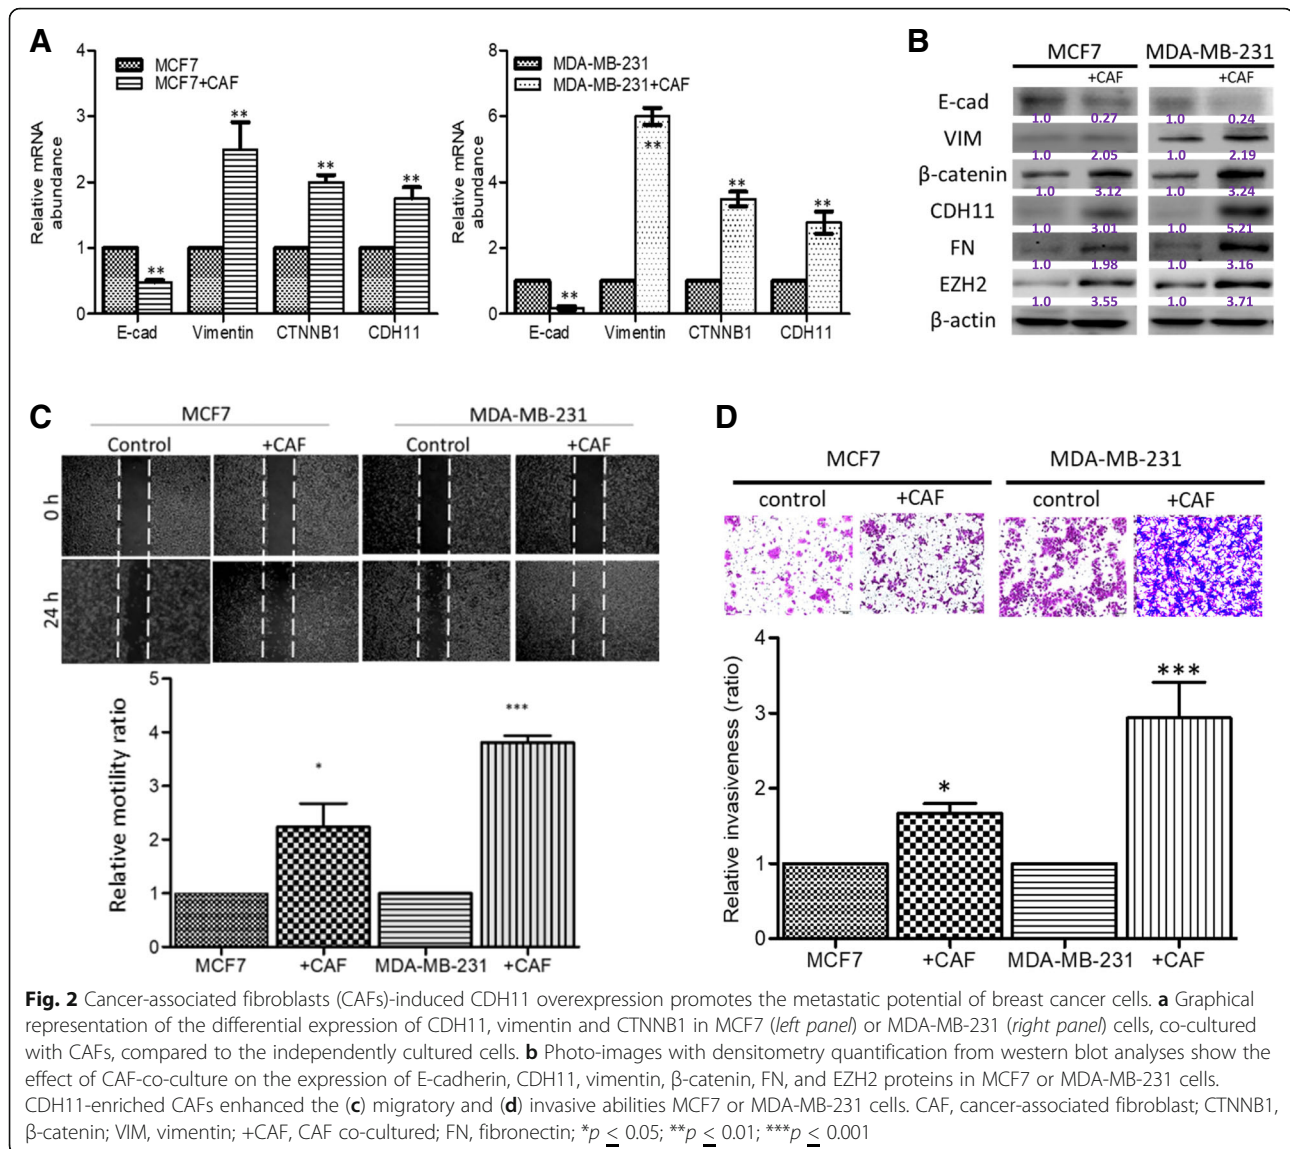 A
4
3
2
1
0
Relative mRNA
abundance
MCF7
MCF7+CAF
**
**
**
**
E-cad
Vimentin
CTNNB1
CDH11
8
6
4
2
0
Relative mRNA
abundance
MDA-MB-231
MDA-MB-231+CAF
**
**
**
**
E-cad
Vimentin
CTNNB1
CDH11
B
MCF7 MDA-MB-231
+CAF +CAF
E-cad
1.0 0.27 1.0 0.24
VIM
1.0 2.05 1.0 2.19
β-catenin
1.0 3.12 1.0 3.24
CDH11
1.0 3.01 1.0 5.21
FN
1.0 1.98 1.0 3.16
EZH2
1.0 3.55 1.0 3.71
β-actin
C
MCF7 MDA-MB-231
Control +CAF Control +CAF
0 h
24 h
5
4
3
2
1
0
Relative motility ratio
*
***
MCF7 +CAF MDA-MB-231 +CAF
D
MCF7 MDA-MB-231
control +CAF control +CAF
4
3
2
1
0
Relative invasiveness (ratio)
*
***
MCF7 +CAF MDA-MB-231 +CAF
Fig. 2 Cancer-associated fibroblasts (CAFs)-induced CDH11 overexpression promotes the metastatic potential of breast cancer cells. a Graphical
representation of the differential expression of CDH11, vimentin and CTNNB1 in MCF7 (left panel) or MDA-MB-231 (right panel) cells, co-cultured
with CAFs, compared to the independently cultured cells. b Photo-images with densitometry quantification from western blot analyses show the
effect of CAF-co-culture on the expression of E-cadherin, CDH11, vimentin, β-catenin, FN, and EZH2 proteins in MCF7 or MDA-MB-231 cells.
CDH11-enriched CAFs enhanced the (c) migratory and (d) invasive abilities MCF7 or MDA-MB-231 cells. CAF, cancer-associated fibroblast; CTNNB1,
β-catenin; VIM, vimentin; +CAF, CAF co-cultured; FN, fibronectin; *p ≤ 0.05; **p ≤ 0.01; ***p ≤ 0.001